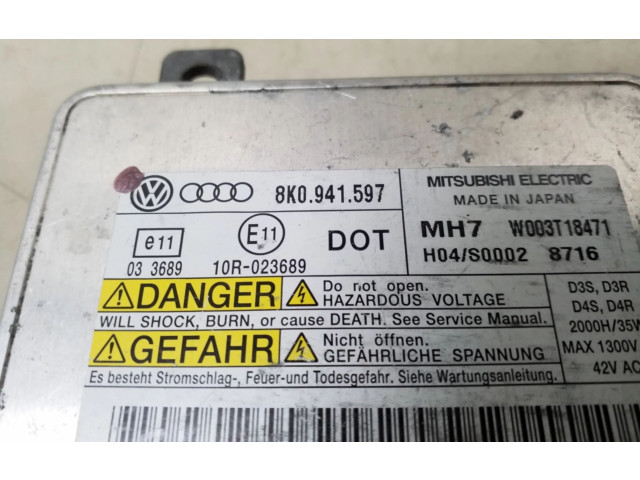 8K0.941.597
MITSUBISHI ELECTRIC
MADE IN JAPAN
MH7 W003T18471
H04/S0002 8716
e11
03 3689
E11
10R-023689
DOT
DANGER
Do not open.
HAZARDOUS VOLTAGE
WILL SHOCK, BURN, or cause DEATH. See Service Manual.
GEFAHR
Nicht öffnen.
GEFÄHRLICHE SPANNUNG
Es besteht Stromschlag-, Feuer-und Todesgefahr. Siehe Wartungsanleitung.
D3S, D3R
D4S, D4R
2000H/35W
MAX 1300V
42V AC